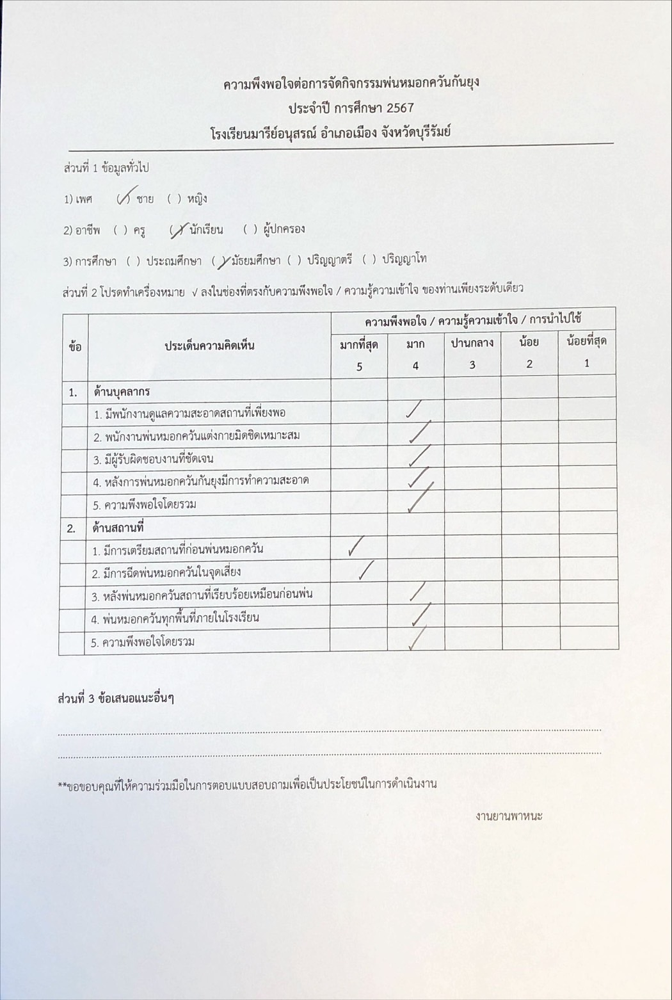 ความพึงพอใจต่อการจัดกิจกรรมพ่นหมอกควันกันยุง
ประจำปี การศึกษา 2567
โรงเรียนมารีย์อนุสรณ์ อำเภอเมือง จังหวัดบุรีรัมย์
ส่วนที่ 1 ข้อมูลทั่วไป
1) เพศ (✓) ชาย ( ) หญิง
2) อาชีพ ( ) ครู (✓) นักเรียน ( ) ผู้ปกครอง
3) การศึกษา ( ) ประถมศึกษา (✓) มัธยมศึกษา ( ) ปริญญาตรี ( ) ปริญญาโท
ส่วนที่ 2 โปรดทำเครื่องหมาย √ ลงในช่องที่ตรงกับความพึงพอใจ / ความรู้ความเข้าใจ ของท่านเพียงระดับเดียว
ข้อ ประเด็นความคิดเห็น ความพึงพอใจ / ความรู้ความเข้าใจ / การนำไปใช้
มากที่สุด มาก ปานกลาง น้อย น้อยที่สุด
5 4 3 2 1
1. ด้านบุคลากร
1. มีพนักงานดูแลความสะอาดสถานที่เพี่ยงพอ ✓
2. พนักงานพ่นหมอกควันแต่งกายมิดชิดเหมาะสม ✓
3. มีผู้รับผิดชอบงานที่ชัดเจน ✓
4. หลังการพ่นหมอกควันกันยุงมีการทำความสะอาด ✓
5. ความพึงพอใจโดยรวม ✓
2. ด้านสถานที่
1. มีการเตรียมสถานที่ก่อนพ่นหมอกควัน ✓
2. มีการฉีดพ่นหมอกควันในจุดเสี่ยง ✓
3. หลังพ่นหมอกควันสถานที่เรียบร้อยเหมือนก่อนพ่น ✓
4. พ่นหมอกควันทุกพื้นที่ภายในโรงเรียน ✓
5. ความพึงพอใจโดยรวม ✓
ส่วนที่ 3 ข้อเสนอแนะอื่นๆ
**ขอขอบคุณที่ให้ความร่วมมือในการตอบแบบสอบถามเพื่อเป็นประโยชน์ในการดำเนินงาน
งานยานพาหนะ